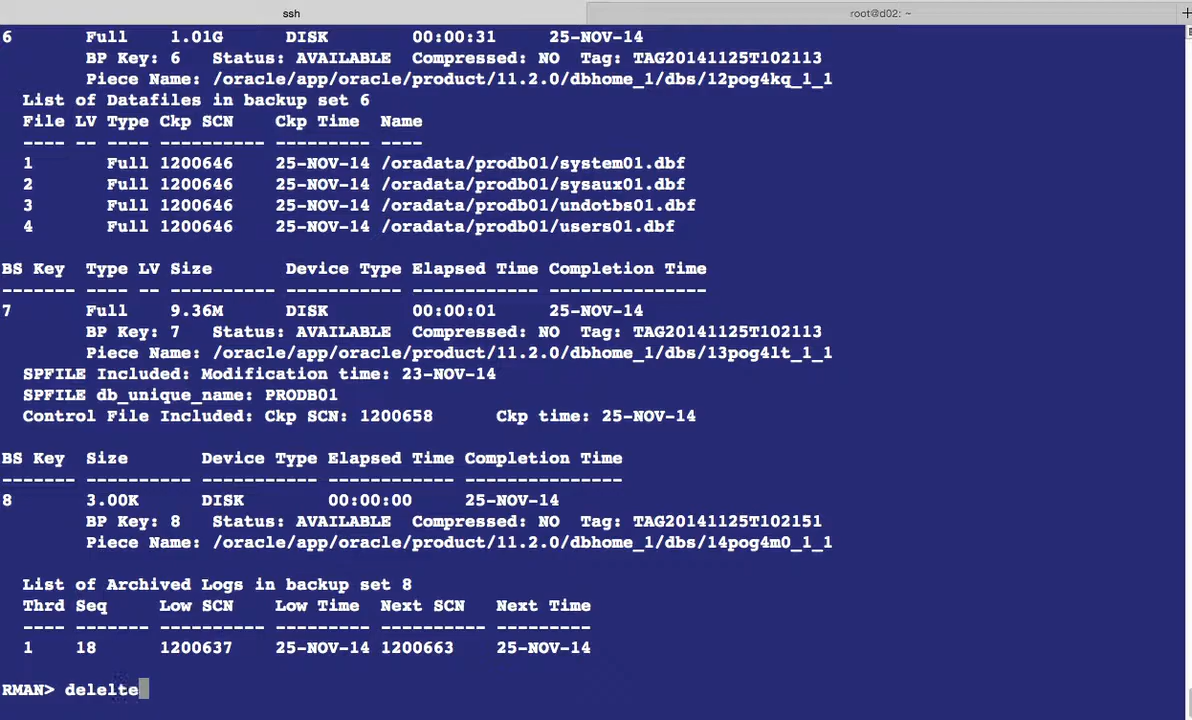 ssh
root@d02: ~
6       Full    1.01G      DISK        00:00:31     25-NOV-14
        BP Key: 6   Status: AVAILABLE  Compressed: NO  Tag: TAG20141125T102113
        Piece Name: /oracle/app/oracle/product/11.2.0/dbhome_1/dbs/12pog4kq_1_1
  List of Datafiles in backup set 6
  File LV Type Ckp SCN    Ckp Time  Name
  ---- -- ---- ---------- --------- ----
  1       Full 1200646    25-NOV-14 /oradata/prodb01/system01.dbf
  2       Full 1200646    25-NOV-14 /oradata/prodb01/sysaux01.dbf
  3       Full 1200646    25-NOV-14 /oradata/prodb01/undotbs01.dbf
  4       Full 1200646    25-NOV-14 /oradata/prodb01/users01.dbf
BS Key  Type LV Size       Device Type Elapsed Time Completion Time
------- ---- -- ---------- ----------- ------------ ---------------
7       Full    9.36M      DISK        00:00:01     25-NOV-14
        BP Key: 7   Status: AVAILABLE  Compressed: NO  Tag: TAG20141125T102113
        Piece Name: /oracle/app/oracle/product/11.2.0/dbhome_1/dbs/13pog4lt_1_1
  SPFILE Included: Modification time: 23-NOV-14
  SPFILE db_unique_name: PRODB01
  Control File Included: Ckp SCN: 1200658      Ckp time: 25-NOV-14
BS Key  Size       Device Type Elapsed Time Completion Time
------- ---------- ----------- ------------ ---------------
8       3.00K      DISK        00:00:00     25-NOV-14
        BP Key: 8   Status: AVAILABLE  Compressed: NO  Tag: TAG20141125T102151
        Piece Name: /oracle/app/oracle/product/11.2.0/dbhome_1/dbs/14pog4m0_1_1
  List of Archived Logs in backup set 8
  Thrd Seq     Low SCN    Low Time  Next SCN   Next Time
  ---- ------- ---------- --------- ---------- ---------
  1    18      1200637    25-NOV-14 1200663    25-NOV-14
RMAN> delelte